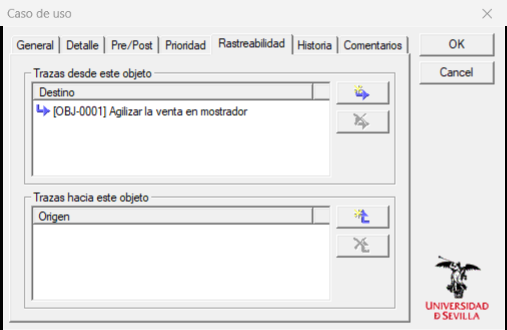 Caso de uso
General
Detalle
Pre/Post
Prioridad
Rastreabilidad
Historia
Comentarios
OK
Cancel
Trazas desde este objeto
Destino
[OBJ-0001] Agilizar la venta en mostrador
Trazas hacia este objeto
Origen
UNIVERSIDAD
D SEVILLA